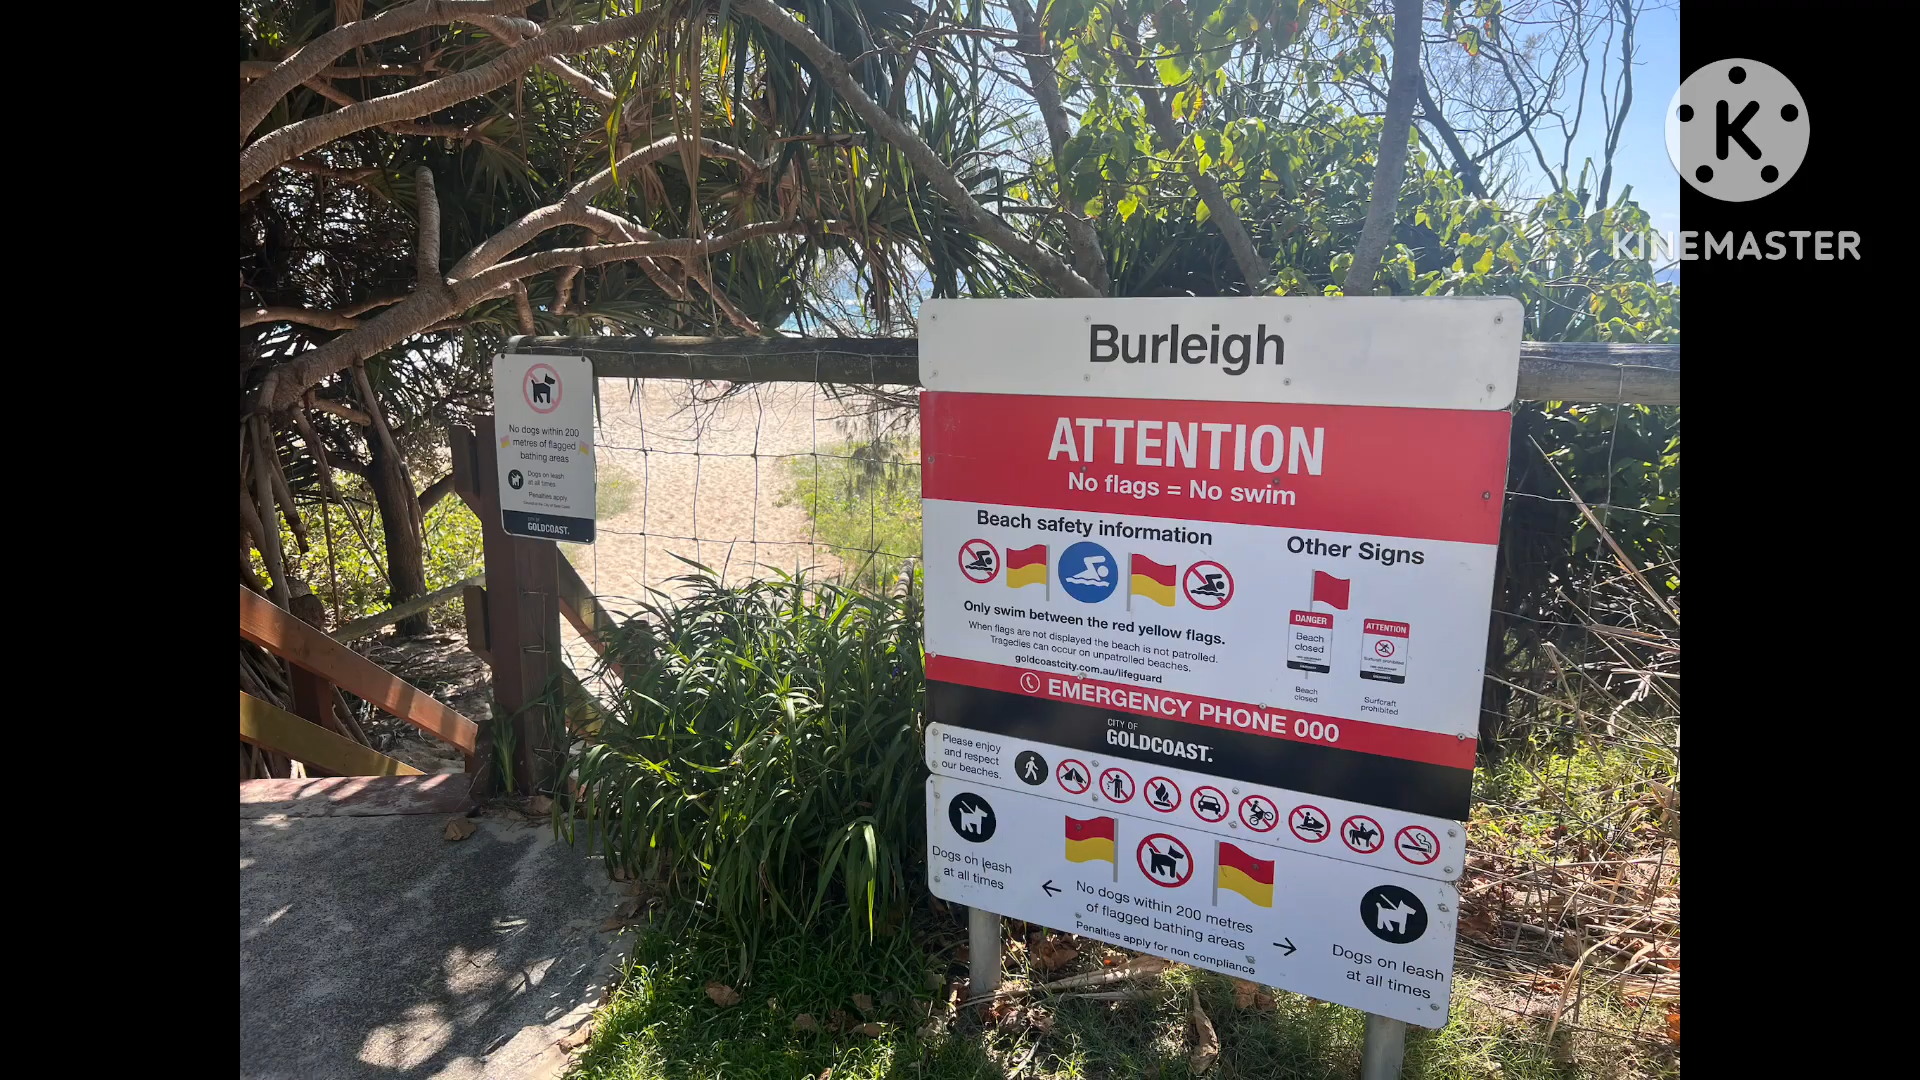 KINEMASTER
Burleigh
ATTENTION
No flags = No swim
Beach safety information
Only swim between the red yellow flags.
When flags are not displayed the beach is not patrolled.
Tragedies can occur on unpatrolled beaches.
goldcoastcity.com.au/lifeguard
Other Signs
DANGER
Beach
closed
Beach
closed
ATTENTION
Surfcraft prohibited
Surfcraft
prohibited
EMERGENCY PHONE 000
CITY OF
GOLDCOAST.
Please enjoy
and respect
our beaches.
Dogs on leash
at all times
No dogs within 200 metres
of flagged bathing areas
Penalties apply for non compliance
Dogs on leash
at all times
No dogs within 200
metres of flagged
bathing areas
Dogs on leash
at all times
Penalties apply
CITY OF
GOLDCOAST.